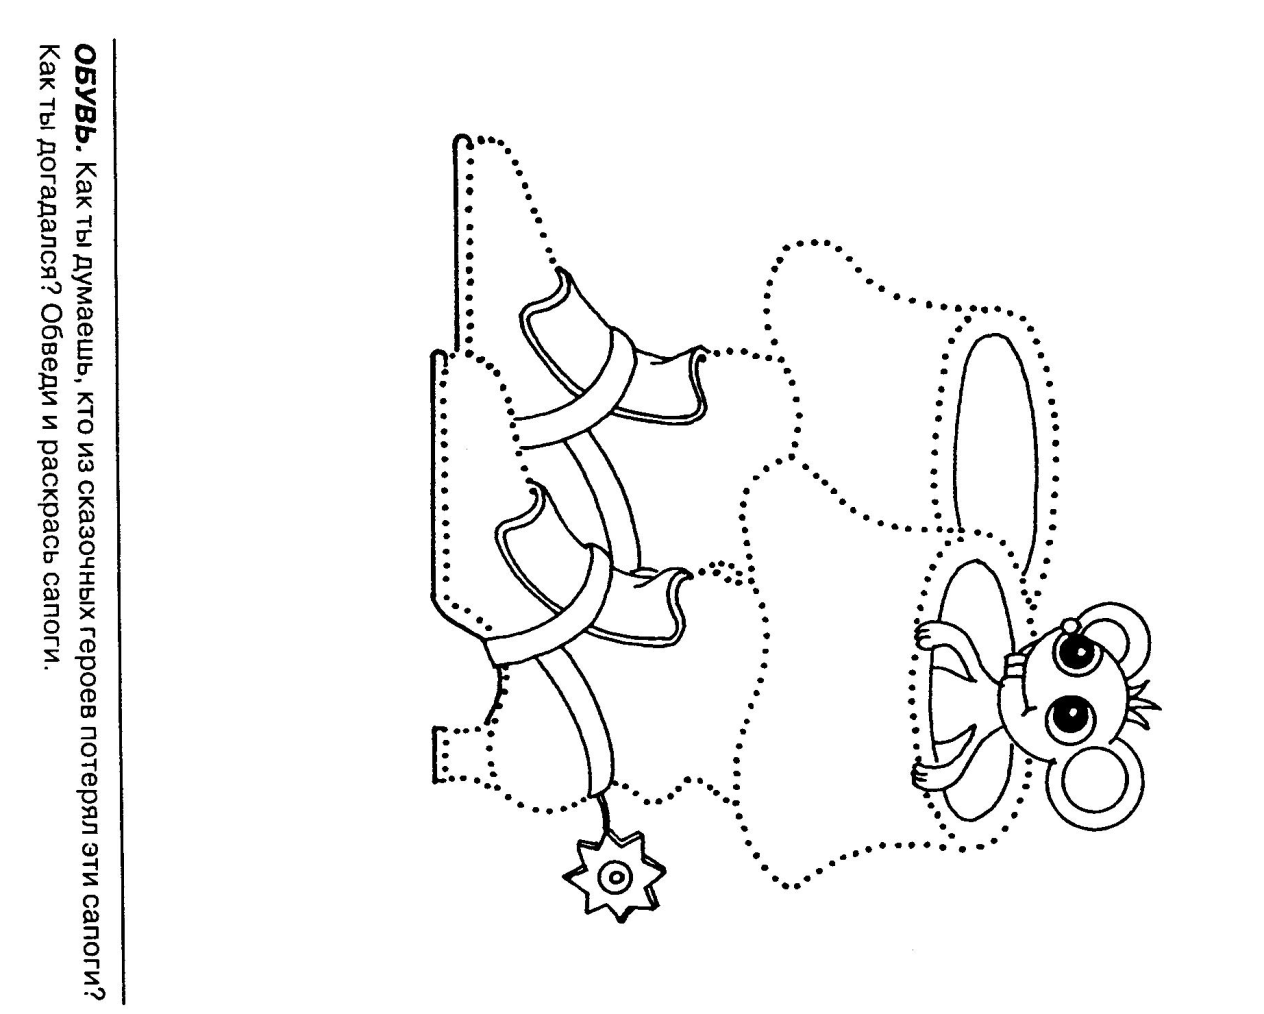 ОБУВЬ. Как ты думаешь, кто из сказочных героев потерял эти сапоги?
Как ты догадался? Обведи и раскрась сапоги.